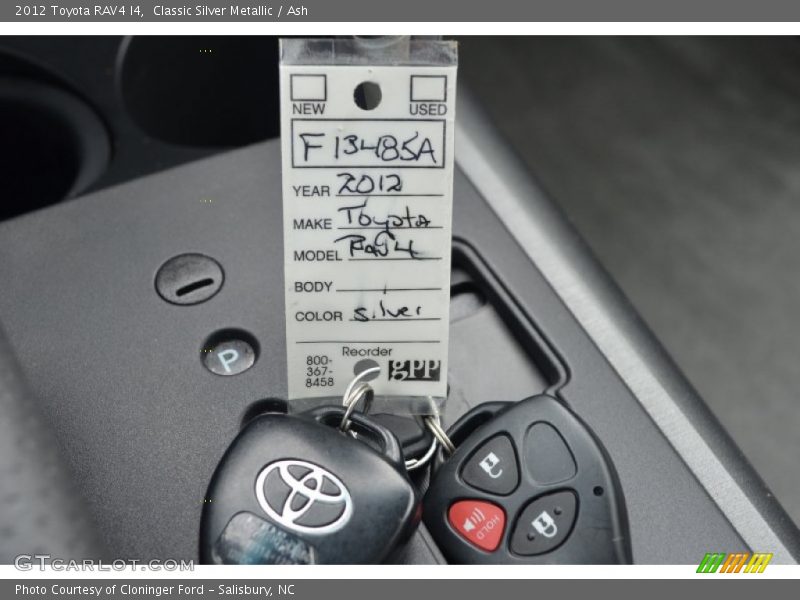 2012 Toyota RAV4 I4,  Classic Silver Metallic / Ash
NEW USED
F13485A
YEAR 2012
MAKE Toyota
MODEL Rav4
BODY
COLOR silver
Reorder
800-
367-
8458
gpp
P
HOLD
GTCARLOT.COM
Photo Courtesy of Cloninger Ford - Salisbury, NC